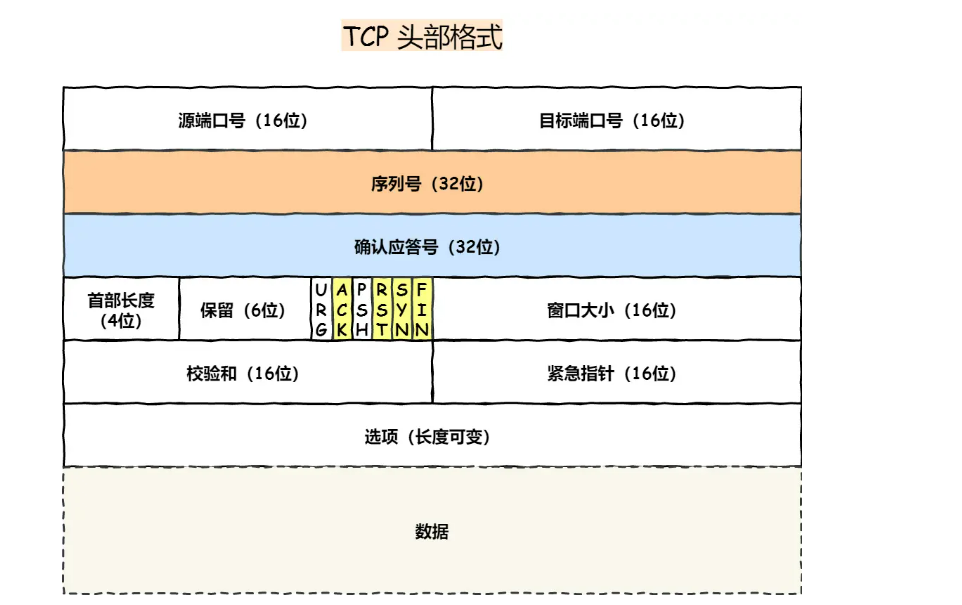 TCP 头部格式
源端口号（16位）
目标端口号（16位）
序列号（32位）
确认应答号（32位）
首部长度
（4位）
保留（6位）
URG
ACK
PSH
RST
SYN
FIN
窗口大小（16位）
校验和（16位）
紧急指针（16位）
选项（长度可变）
数据